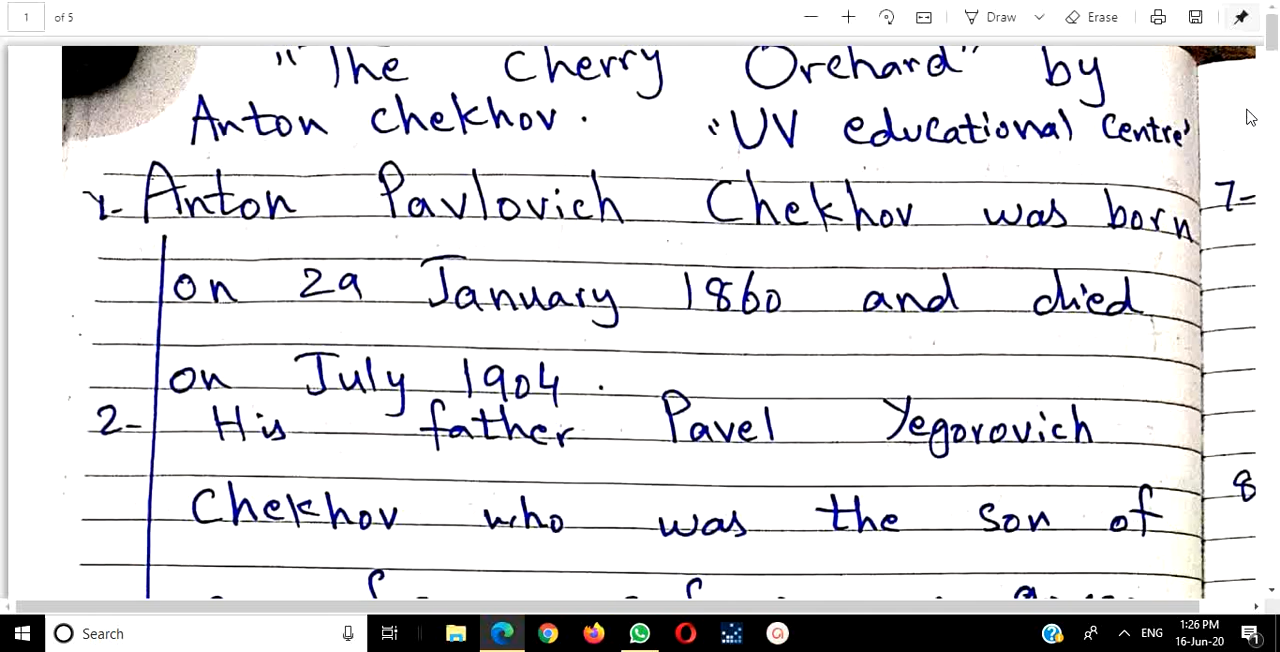 1 of 5
Draw
Erase
"The Cherry Orchard" by
Anton Chekhov. "UV educational Centre"
1- Anton Pavlovich Chekhov was born
7-
on 29 January 1860 and died
on July 1904.
2- His father Pavel Yegorovich
8
Chekhov who was the son of
Search
ENG
1:26 PM
16-Jun-20
1